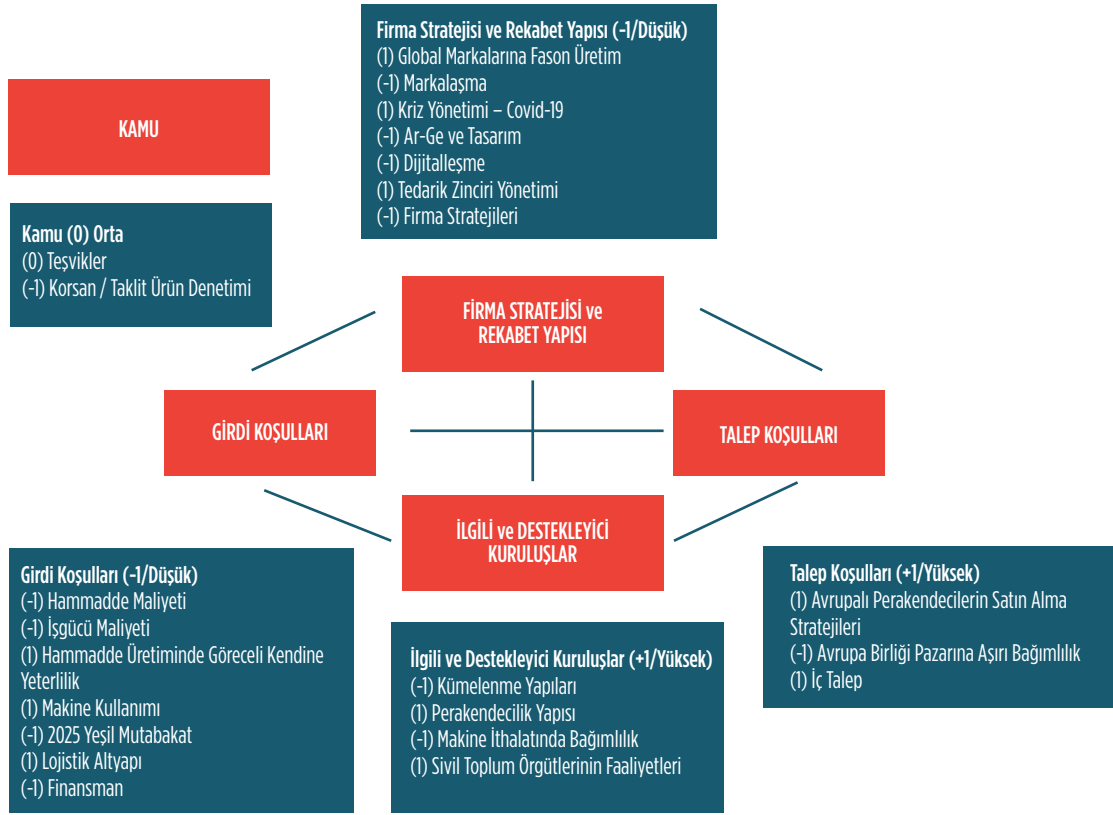 Firma Stratejisi ve Rekabet Yapısı (-1/Düşük)
(1) Global Markalarına Fason Üretim
(-1) Markalaşma
(1) Kriz Yönetimi – Covid-19
(-1) Ar-Ge ve Tasarım
(-1) Dijitalleşme
(1) Tedarik Zinciri Yönetimi
(-1) Firma Stratejileri
KAMU
Kamu (0) Orta
(0) Teşvikler
(-1) Korsan / Taklit Ürün Denetimi
FİRMA STRATEJİSİ ve
REKABET YAPISI
GİRDİ KOŞULLARI
TALEP KOŞULLARI
İLGİLİ ve DESTEKLEYİCİ
KURULUŞLAR
Girdi Koşulları (-1/Düşük)
(-1) Hammadde Maliyeti
(-1) İşgücü Maliyeti
(1) Hammadde Üretiminde Göreceli Kendine
Yeterlilik
(1) Makine Kullanımı
(-1) 2025 Yeşil Mutabakat
(1) Lojistik Altyapı
(-1) Finansman
İlgili ve Destekleyici Kuruluşlar (+1/Yüksek)
(-1) Kümelenme Yapıları
(1) Perakendecilik Yapısı
(-1) Makine İthalatında Bağımlılık
(1) Sivil Toplum Örgütlerinin Faaliyetleri
Talep Koşulları (+1/Yüksek)
(1) Avrupalı Perakendecilerin Satın Alma
Stratejileri
(-1) Avrupa Birliği Pazarına Aşırı Bağımlılık
(1) İç Talep